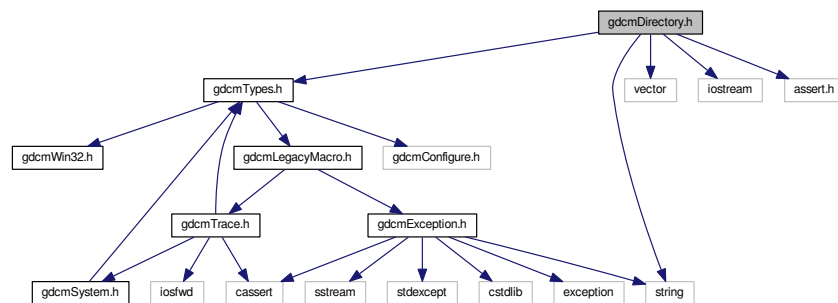 gdcmDirectory.h
gdcmTypes.h
vector
iostream
assert.h
gdcmWin32.h
gdcmLegacyMacro.h
gdcmConfigure.h
gdcmTrace.h
gdcmException.h
gdcmSystem.h
iosfwd
cassert
sstream
stdexcept
cstdlib
exception
string